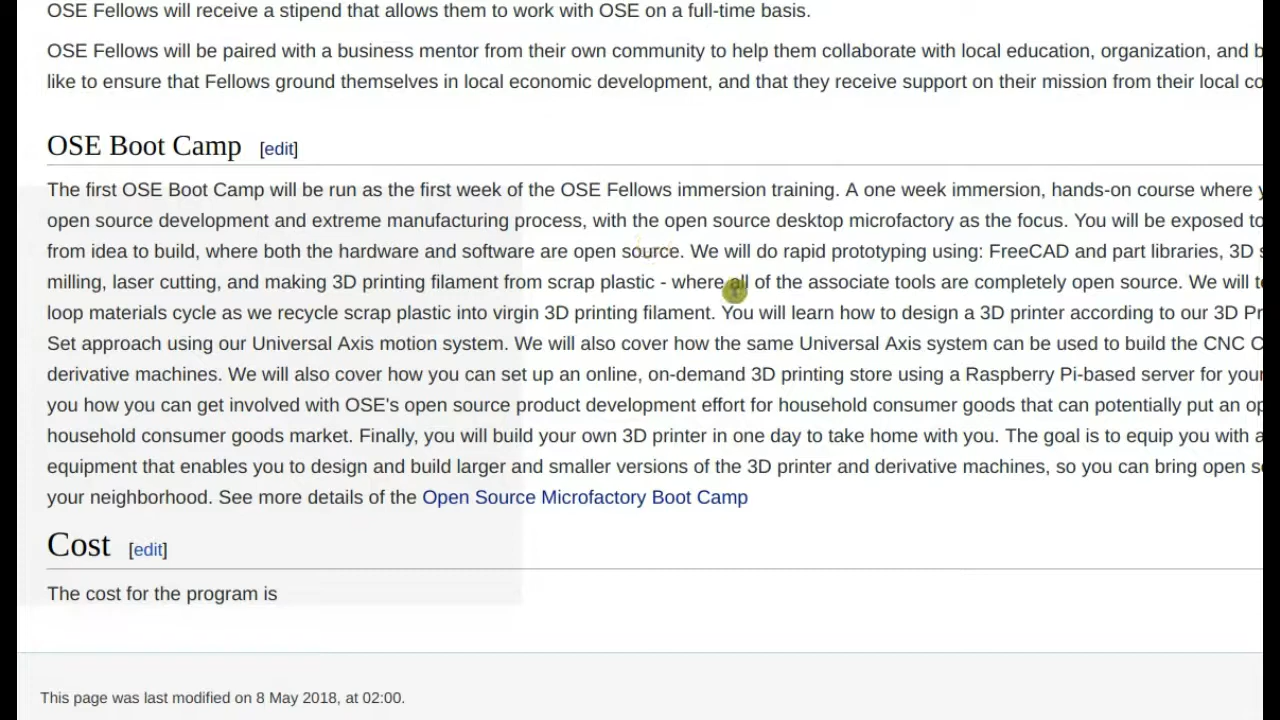 OSE Fellows will receive a stipend that allows them to work with OSE on a full-time basis.
OSE Fellows will be paired with a business mentor from their own community to help them collaborate with local education, organization, and b
like to ensure that Fellows ground themselves in local economic development, and that they receive support on their mission from their local co
OSE Boot Camp [edit]
The first OSE Boot Camp will be run as the first week of the OSE Fellows immersion training. A one week immersion, hands-on course where y
open source development and extreme manufacturing process, with the open source desktop microfactory as the focus. You will be exposed to
from idea to build, where both the hardware and software are open source. We will do rapid prototyping using: FreeCAD and part libraries, 3D s
milling, laser cutting, and making 3D printing filament from scrap plastic - where all of the associate tools are completely open source. We will t
loop materials cycle as we recycle scrap plastic into virgin 3D printing filament. You will learn how to design a 3D printer according to our 3D Pr
Set approach using our Universal Axis motion system. We will also cover how the same Universal Axis system can be used to build the CNC C
derivative machines. We will also cover how you can set up an online, on-demand 3D printing store using a Raspberry Pi-based server for your
you how you can get involved with OSE's open source product development effort for household consumer goods that can potentially put an op
household consumer goods market. Finally, you will build your own 3D printer in one day to take home with you. The goal is to equip you with a
equipment that enables you to design and build larger and smaller versions of the 3D printer and derivative machines, so you can bring open s
your neighborhood. See more details of the Open Source Microfactory Boot Camp
Cost [edit]
The cost for the program is
This page was last modified on 8 May 2018, at 02:00.